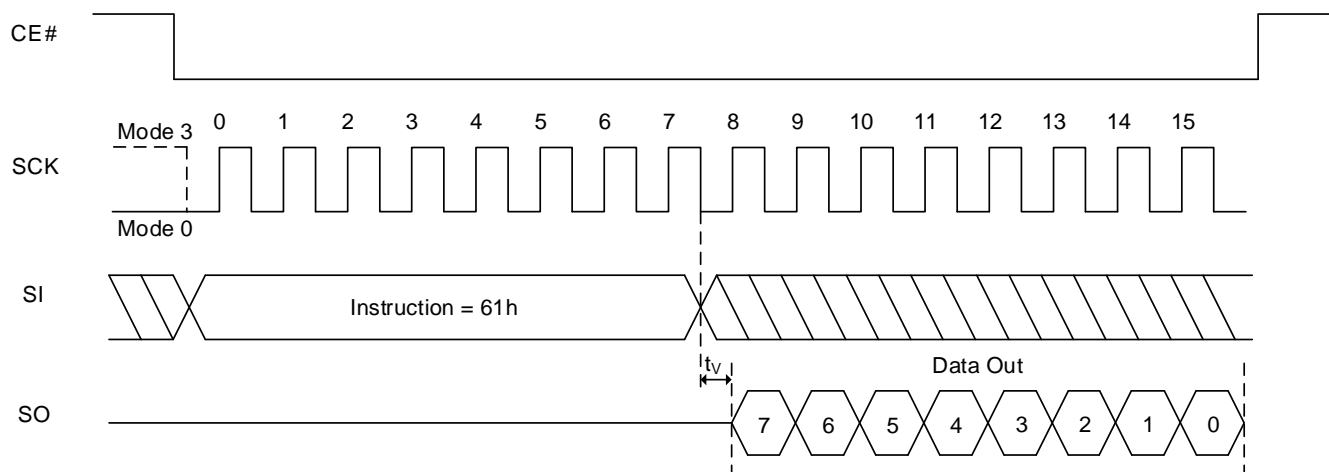 CE#
Mode 3
0 1 2 3 4 5 6 7 8 9 10 11 12 13 14 15
SCK
Mode 0
SI
Instruction = 61h
tV
Data Out
SO
7 6 5 4 3 2 1 0